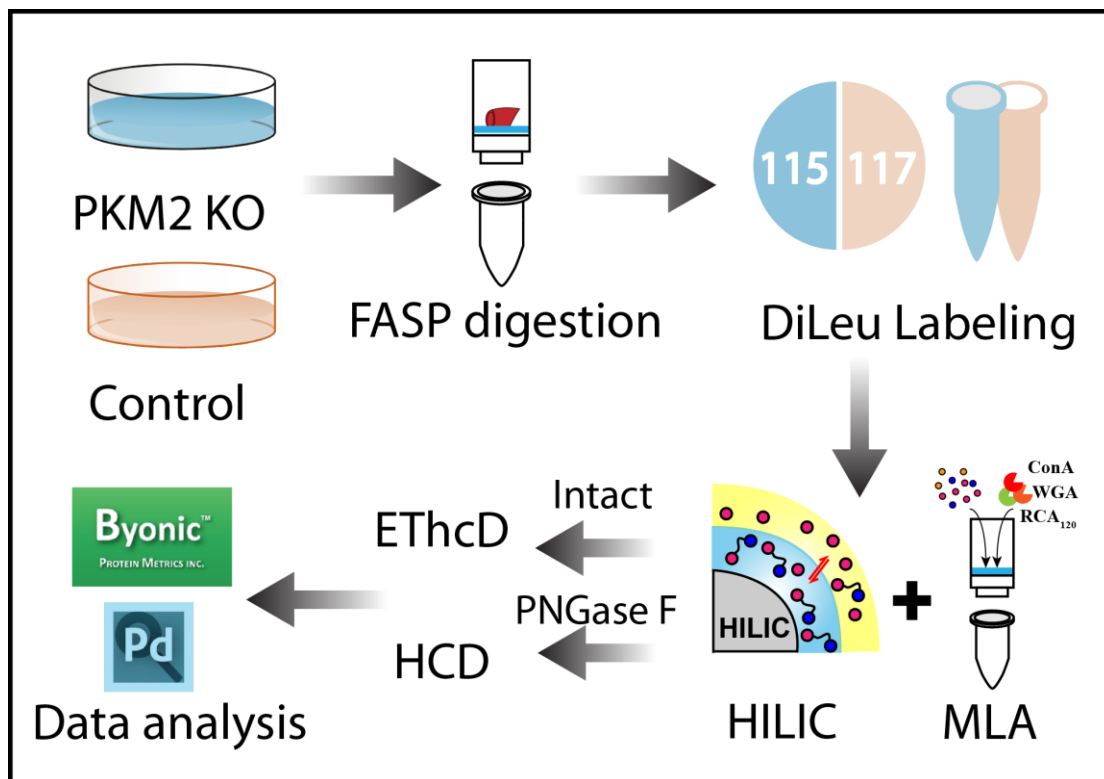 PKM2 KO
Control
FASP digestion
115 117
DiLeu Labeling
ConA
WGA
RCA₁₂₀
HILIC
HILIC
MLA
Intact
EThcD
PNGase F
HCD
Byonic™
PROTEIN METRICS INC.
Pd
Data analysis